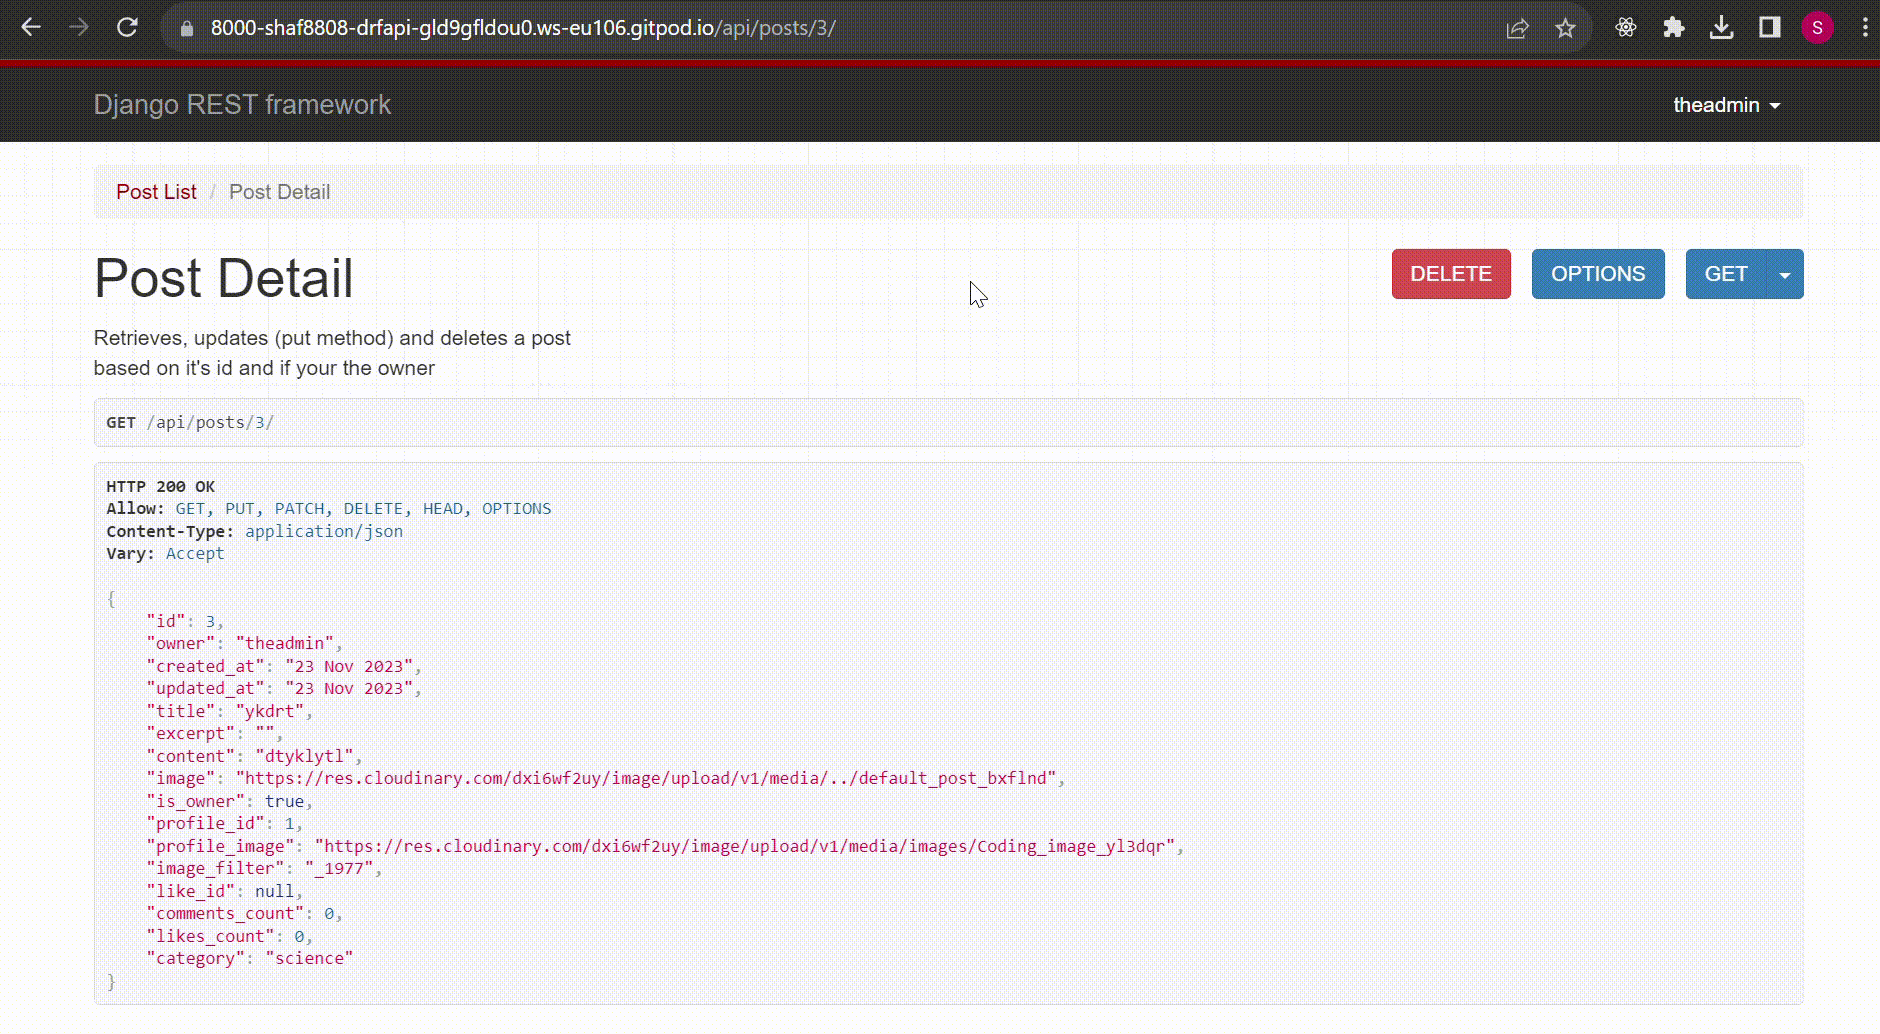 8000-shaf8808-drfapi-gld9gfldou0.ws-eu106.gitpod.io/api/posts/3/
S
Django REST framework
theadmin
Post List / Post Detail
Post Detail
DELETE
OPTIONS
GET
Retrieves, updates (put method) and deletes a post
based on it's id and if your the owner
GET /api/posts/3/
HTTP 200 OK
Allow: GET, PUT, PATCH, DELETE, HEAD, OPTIONS
Content-Type: application/json
Vary: Accept
{
"id": 3,
"owner": "theadmin",
"created_at": "23 Nov 2023",
"updated_at": "23 Nov 2023",
"title": "ykdrt",
"excerpt": "",
"content": "dtyklytl",
"image": "https://res.cloudinary.com/dxi6wf2uy/image/upload/v1/media/../default_post_bxflnd",
"is_owner": true,
"profile_id": 1,
"profile_image": "https://res.cloudinary.com/dxi6wf2uy/image/upload/v1/media/images/Coding_image_yl3dqr",
"image_filter": "_1977",
"like_id": null,
"comments_count": 0,
"likes_count": 0,
"category": "science"
}